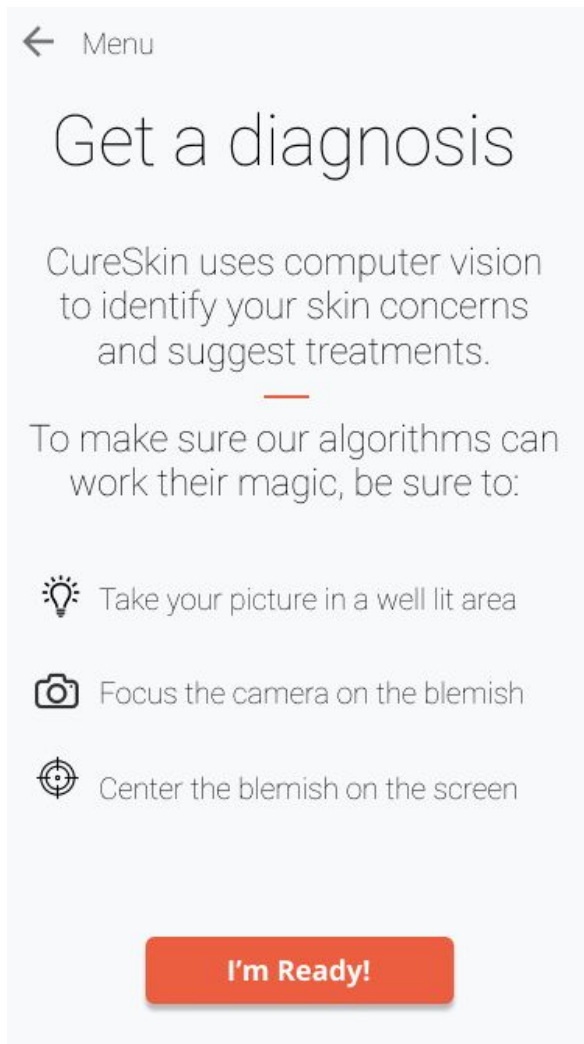 Menu
Get a diagnosis
CureSkin uses computer vision
to identify your skin concerns
and suggest treatments.
To make sure our algorithms can
work their magic, be sure to:
Take your picture in a well lit area
Focus the camera on the blemish
Center the blemish on the screen
I'm Ready!